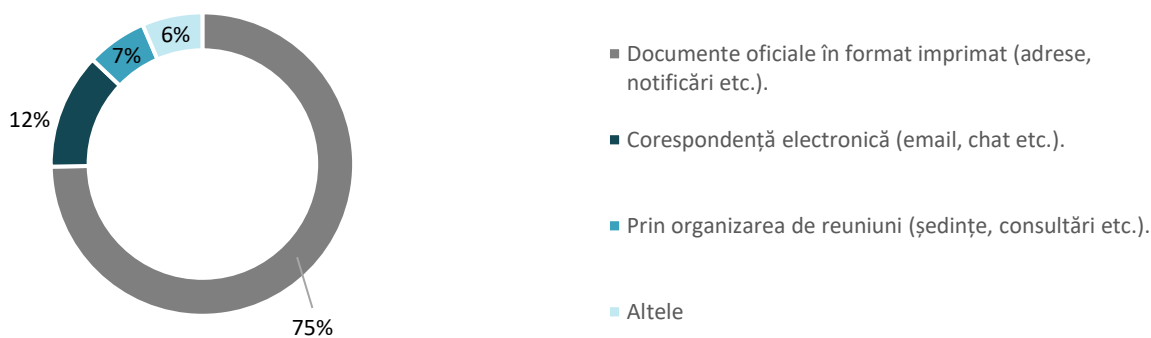 6%
7%
12%
75%
Documente oficiale în format imprimat (adrese,
notificări etc.).
Corespondență electronică (email, chat etc.).
Prin organizarea de reuniuni (ședințe, consultări etc.).
Altele